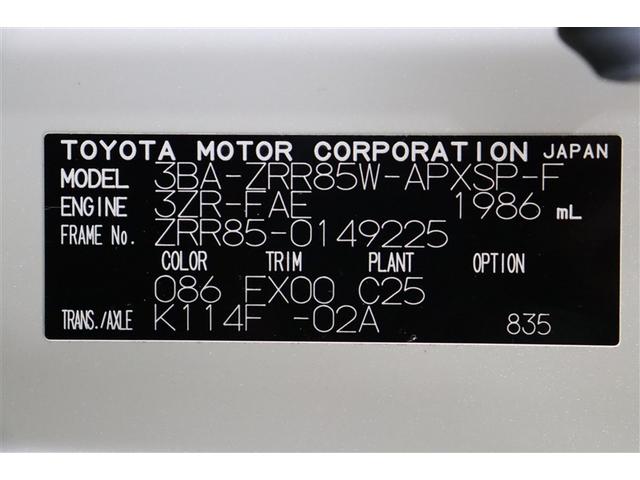 TOYOTA MOTOR CORPORATION JAPAN
MODEL 3BA-ZRR85W-APXSP-F
ENGINE 3ZR-FAE 1986 mL
FRAME No. ZRR85-0149225
COLOR TRIM PLANT OPTION
086 FX00 C25
TRANS./AXLE K114F -02A 835